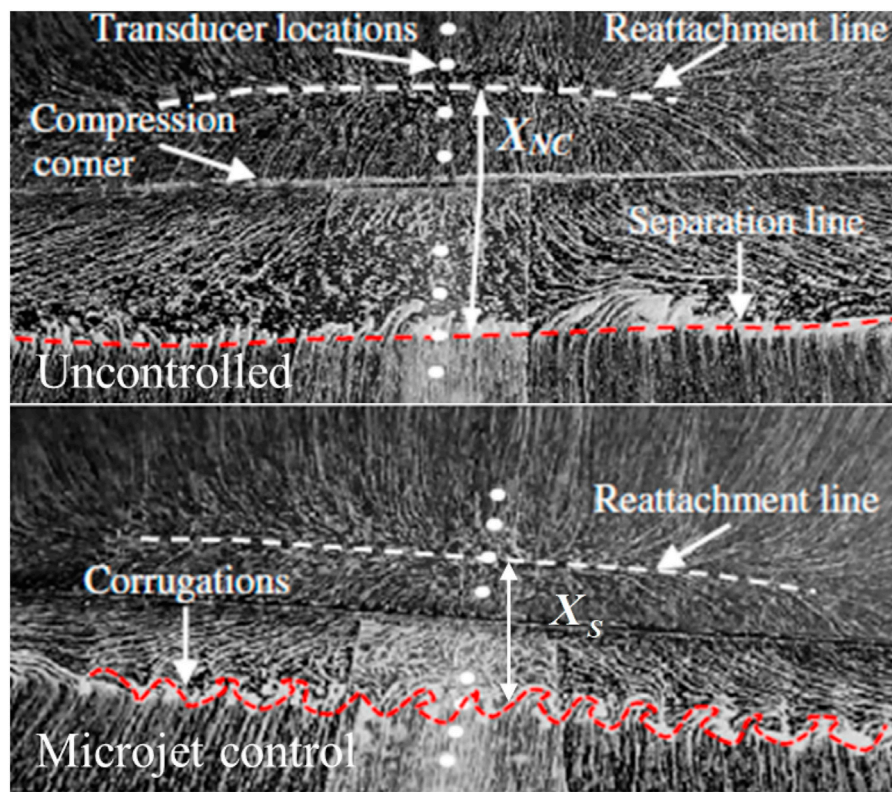 Transducer locations
Reattachment line
Compression
corner
X_NC
Separation line
Uncontrolled
Reattachment line
Corrugations
X_s
Microjet control